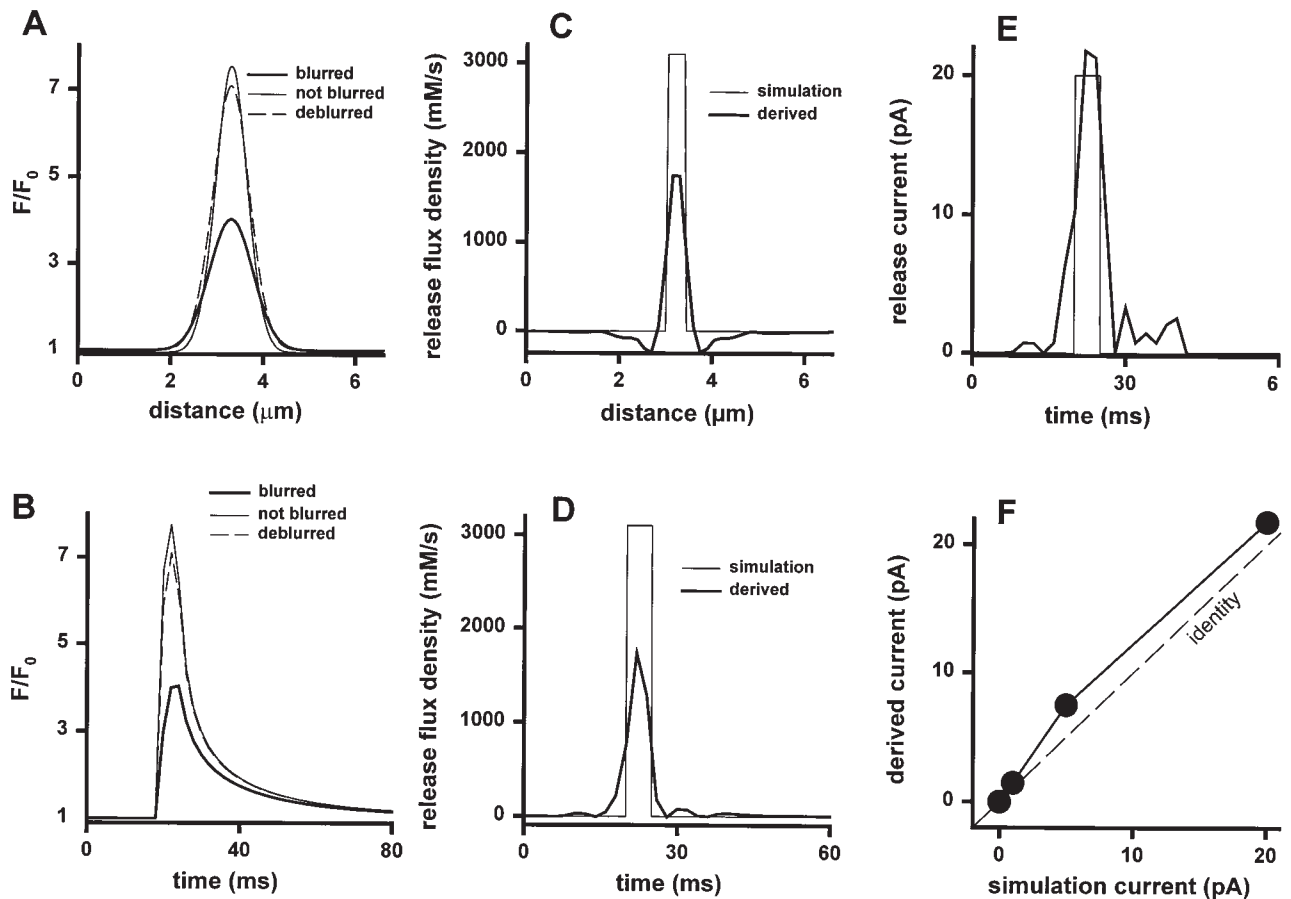 A
F/F0
7
5
3
1
blurred
not blurred
deblurred
0
2
4
6
distance (μm)
C
release flux density (mM/s)
3000
2000
1000
0
simulation
derived
0
2
4
6
distance (μm)
E
release current (pA)
20
10
0
0
30
6
time (ms)
B
F/F0
7
5
3
1
blurred
not blurred
deblurred
0
40
80
time (ms)
D
release flux density (mM/s)
3000
2000
1000
0
simulation
derived
0
30
60
time (ms)
F
derived current (pA)
20
10
0
identity
0
10
20
simulation current (pA)